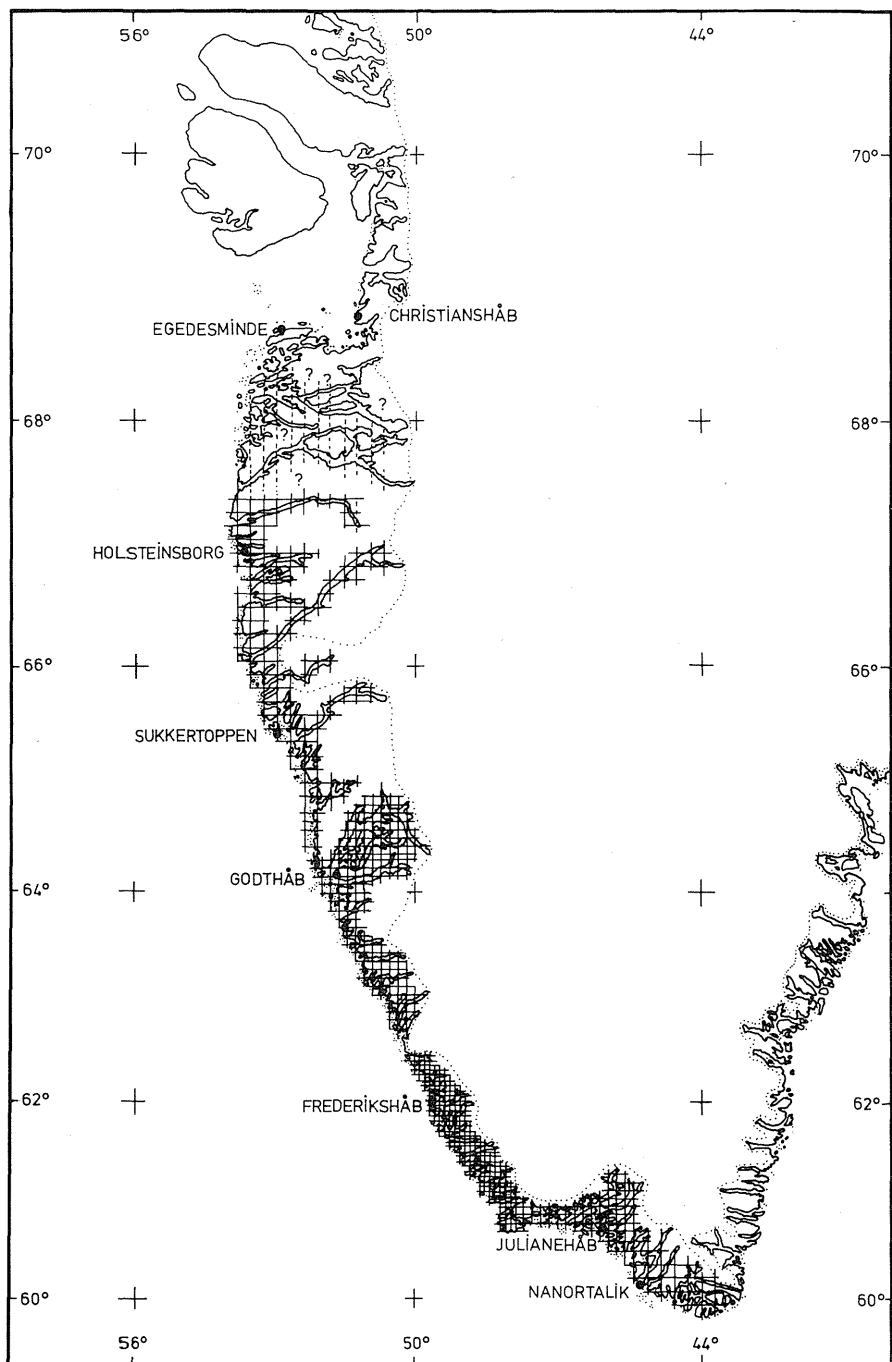 56° 50° 44°
70° 70°
CHRISTIANSHÅB
EGEDESMINDE
? ?
?
68° 68°
?
?
HOLSTEINSBORG
66° 66°
SUKKERTOPPEN
GODTHÅB
64° 64°
62° 62°
FREDERIKSHÅB
JULIANEHÅB
NANORTALIK
60° 60°
56° 50° 44°